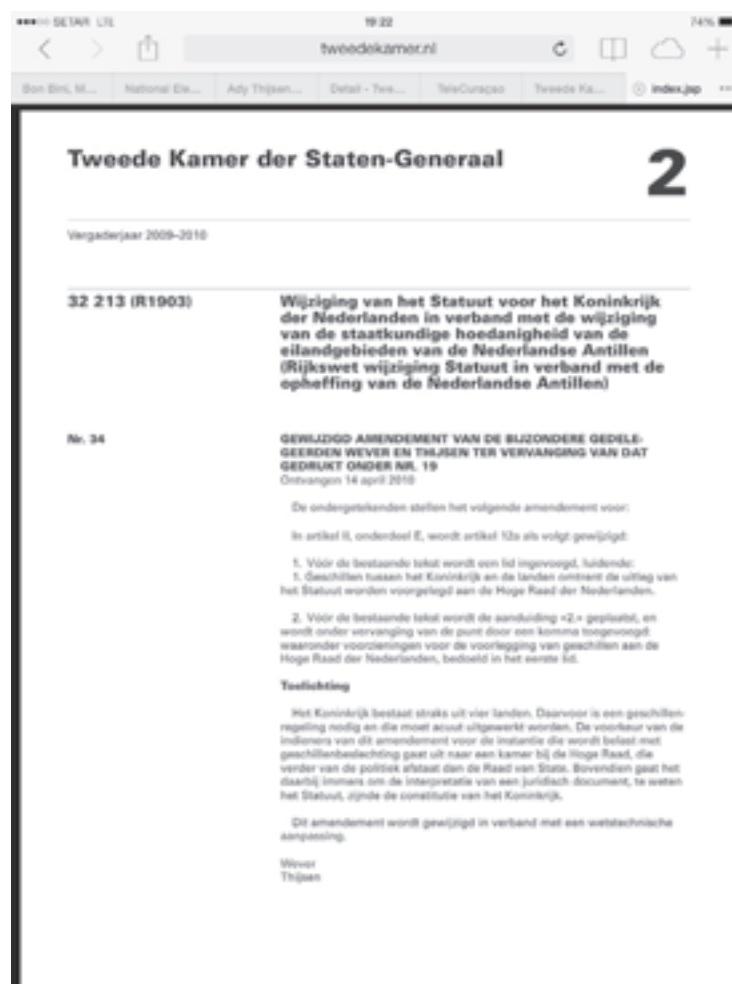 SETAR LTE 19:22 74%
tweedekamer.nl
Bon Bini, M... National Ele... Ady Thijsen... Detail - Twe... TeleCuraçao Tweede Ka... index.jsp
Tweede Kamer der Staten-Generaal 2
Vergaderjaar 2009–2010
32 213 (R1903) Wijziging van het Statuut voor het Koninkrijk
der Nederlanden in verband met de wijziging
van de staatkundige hoedanigheid van de
eilandgebieden van de Nederlandse Antillen
(Rijkswet wijziging Statuut in verband met de
opheffing van de Nederlandse Antillen)
Nr. 34 GEWIJZIGD AMENDEMENT VAN DE BIJZONDERE GEDELE-
GEERDEN WEVER EN THIJSEN TER VERVANGING VAN DAT
GEDRUKT ONDER NR. 19
Ontvangen 14 april 2010
De ondergetekenden stellen het volgende amendement voor:
In artikel II, onderdeel E, wordt artikel 12a als volgt gewijzigd:
1. Vóór de bestaande tekst wordt een lid ingevoegd, luidende:
1. Geschillen tussen het Koninkrijk en de landen omtrent de uitleg van
het Statuut worden voorgelegd aan de Hoge Raad der Nederlanden.
2. Vóór de bestaande tekst wordt de aanduiding «2.» geplaatst, en
wordt onder vervanging van de punt door een komma toegevoegd:
waaronder voorzieningen voor de voorlegging van geschillen aan de
Hoge Raad der Nederlanden, bedoeld in het eerste lid.
Toelichting
Het Koninkrijk bestaat straks uit vier landen. Daarvoor is een geschillen-
regeling nodig en die moet acuut uitgewerkt worden. De voorkeur van de
indieners van dit amendement voor de instantie die wordt belast met
geschillenbeslechting gaat uit naar een kamer bij de Hoge Raad, die
verder van de politiek afstaat dan de Raad van State. Bovendien gaat het
daarbij immers om de interpretatie van een juridisch document, te weten
het Statuut, zijnde de constitutie van het Koninkrijk.
Dit amendement wordt gewijzigd in verband met een wetstechnische
aanpassing.
Wever
Thijsen